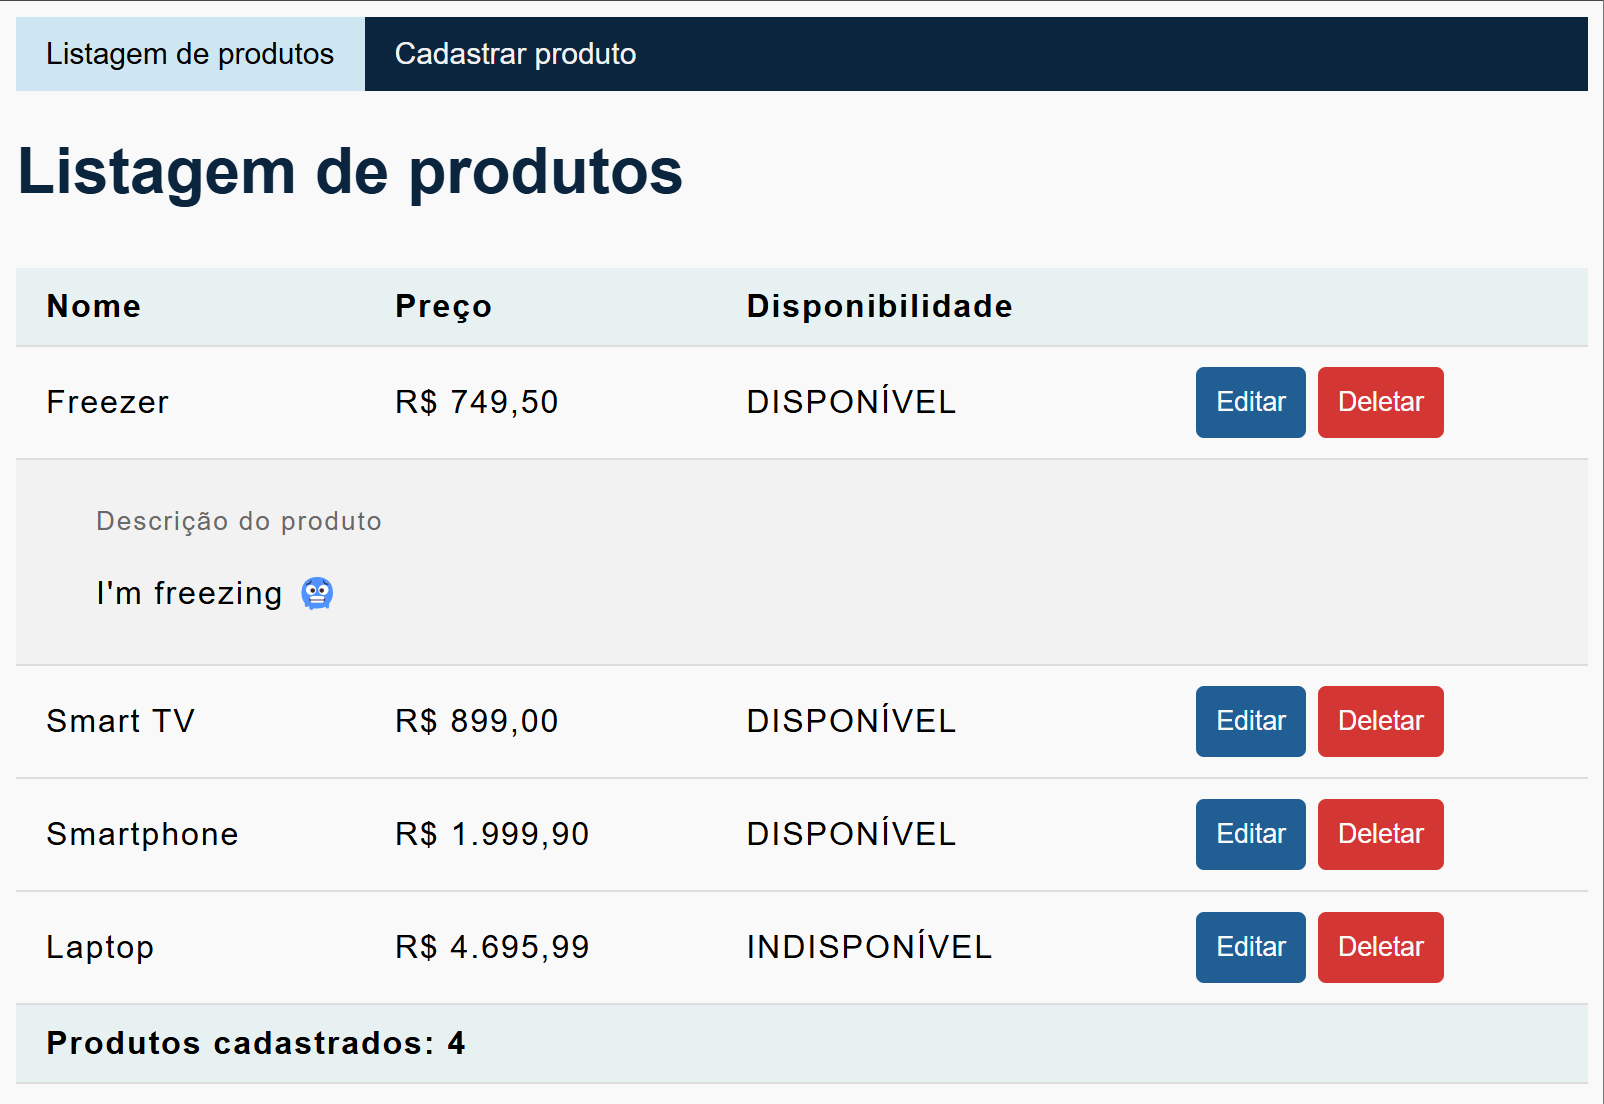 Listagem de produtos Cadastrar produto
Listagem de produtos
Nome Preço Disponibilidade
Freezer R$ 749,50 DISPONÍVEL Editar Deletar
Descrição do produto
I'm freezing 🥶
Smart TV R$ 899,00 DISPONÍVEL Editar Deletar
Smartphone R$ 1.999,90 DISPONÍVEL Editar Deletar
Laptop R$ 4.695,99 INDISPONÍVEL Editar Deletar
Produtos cadastrados: 4